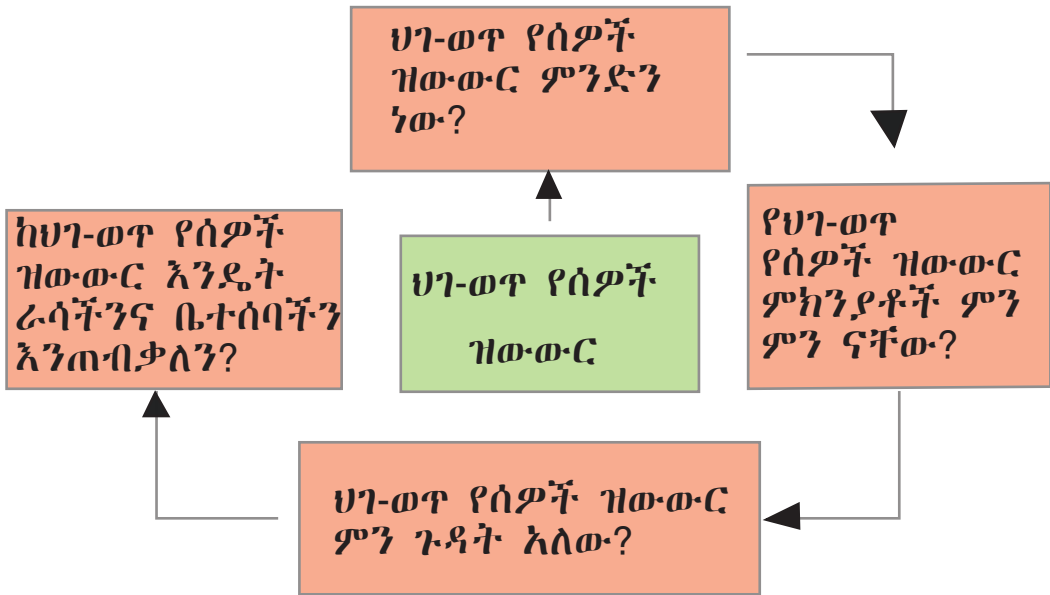 ህገ-ወጥ የሰዎች
ዝውውር ምንድን
ነው?
የህገ-ወጥ
የሰዎች ዝውውር
ምክንያቶች ምን
ምን ናቸው?
ህገ-ወጥ የሰዎች ዝውውር
ምን ጉዳት አለው?
ከህገ-ወጥ የሰዎች
ዝውውር እንዴት
ራሳችንና ቤተሰባችን
እንጠብቃለን?
ህገ-ወጥ የሰዎች
ዝውውር